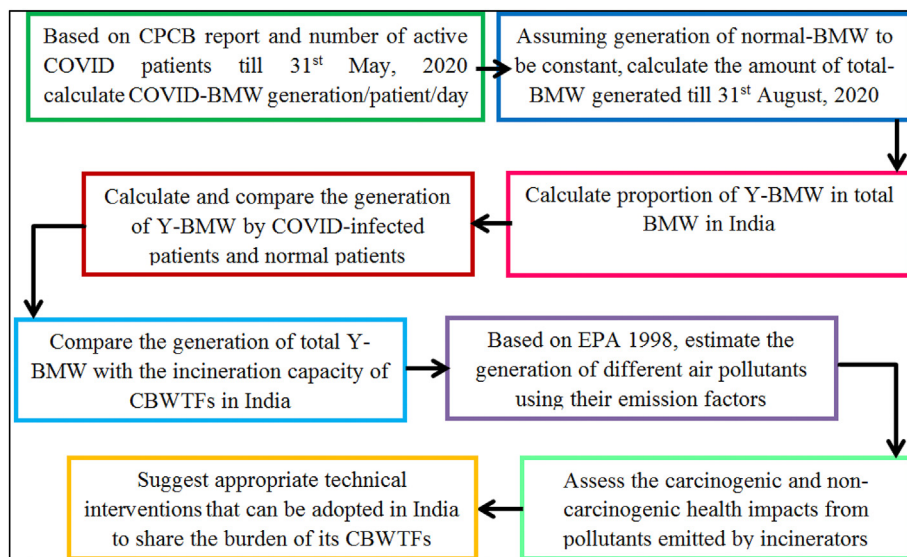 Based on CPCB report and number of active
COVID patients till 31st May, 2020
calculate COVID-BMW generation/patient/day
Assuming generation of normal-BMW to
be constant, calculate the amount of total-
BMW generated till 31st August, 2020
Calculate proportion of Y-BMW in total
BMW in India
Calculate and compare the generation
of Y-BMW by COVID-infected
patients and normal patients
Compare the generation of total Y-
BMW with the incineration capacity of
CBWTFs in India
Based on EPA 1998, estimate the
generation of different air pollutants
using their emission factors
Assess the carcinogenic and non-
carcinogenic health impacts from
pollutants emitted by incinerators
Suggest appropriate technical
interventions that can be adopted in India
to share the burden of its CBWTFs